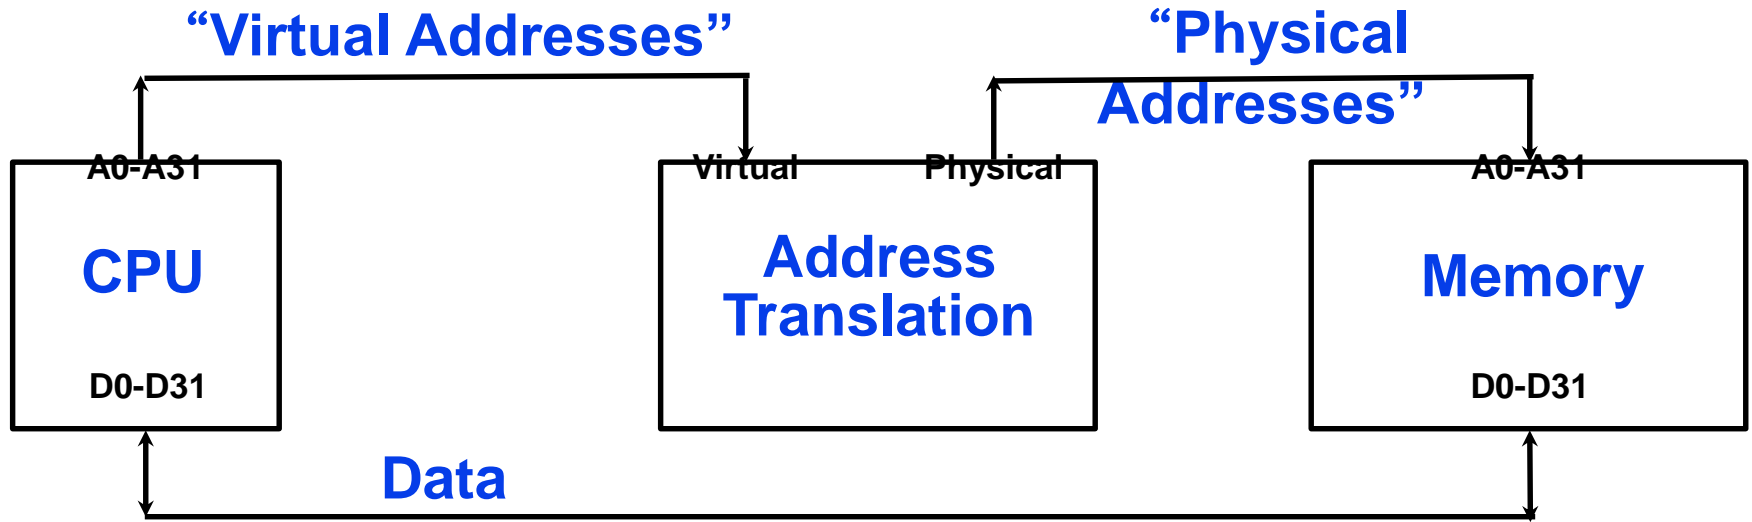 “Virtual Addresses”
“Physical
Addresses”
A0-A31
Virtual
Physical
A0-A31
CPU
Address
Translation
Memory
D0-D31
D0-D31
Data